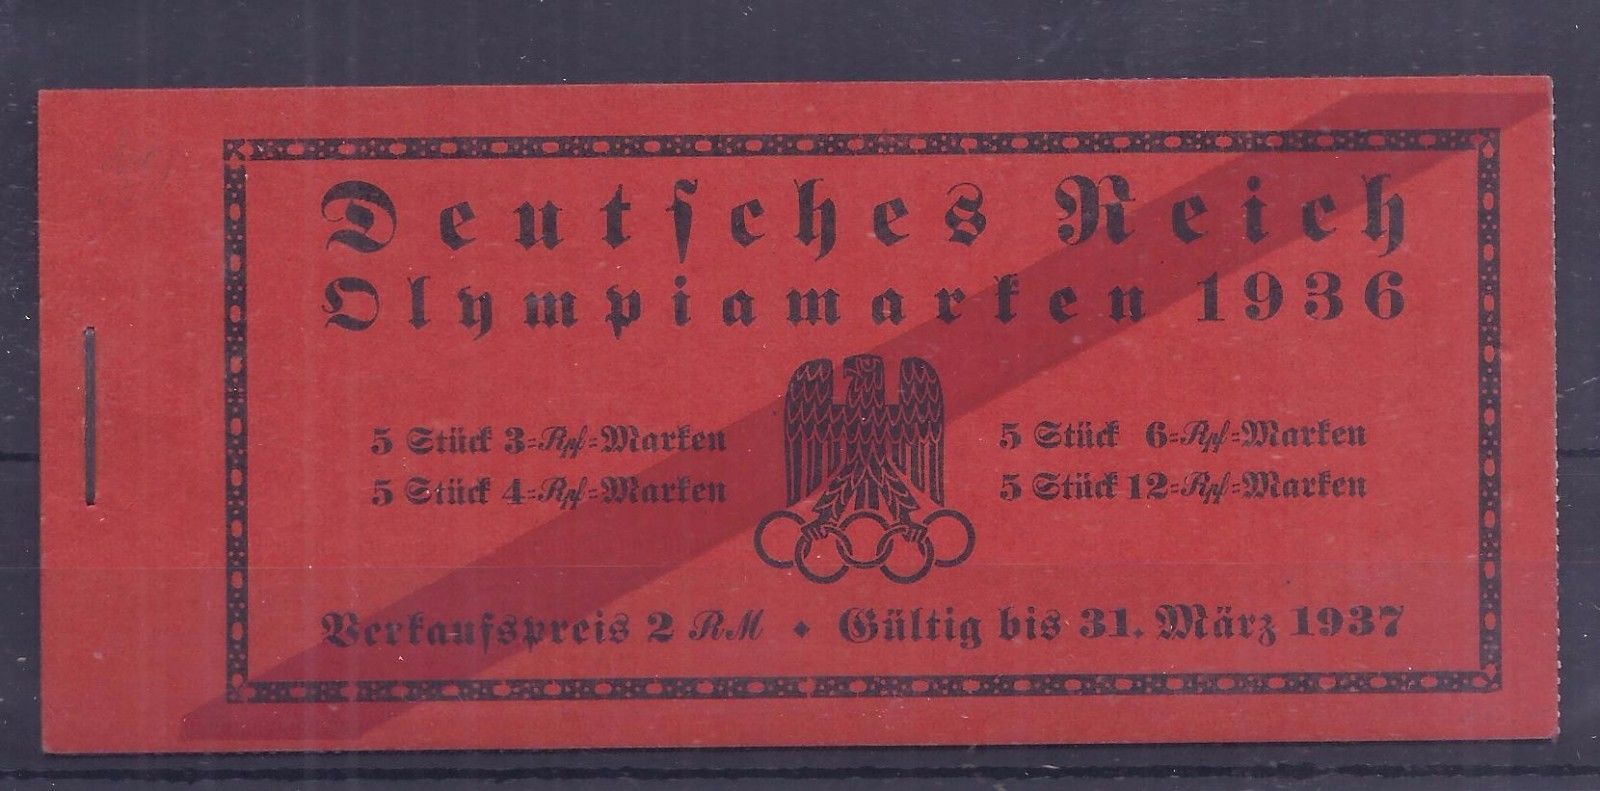 Deutſches Reich
Olympiamarken 1936
5 Stück 3=Rpf=Marken
5 Stück 4=Rpf=Marken
5 Stück 6=Rpf=Marken
5 Stück 12=Rpf=Marken
Verkaufspreis 2 RM ⬥ Gültig bis 31. März 1937